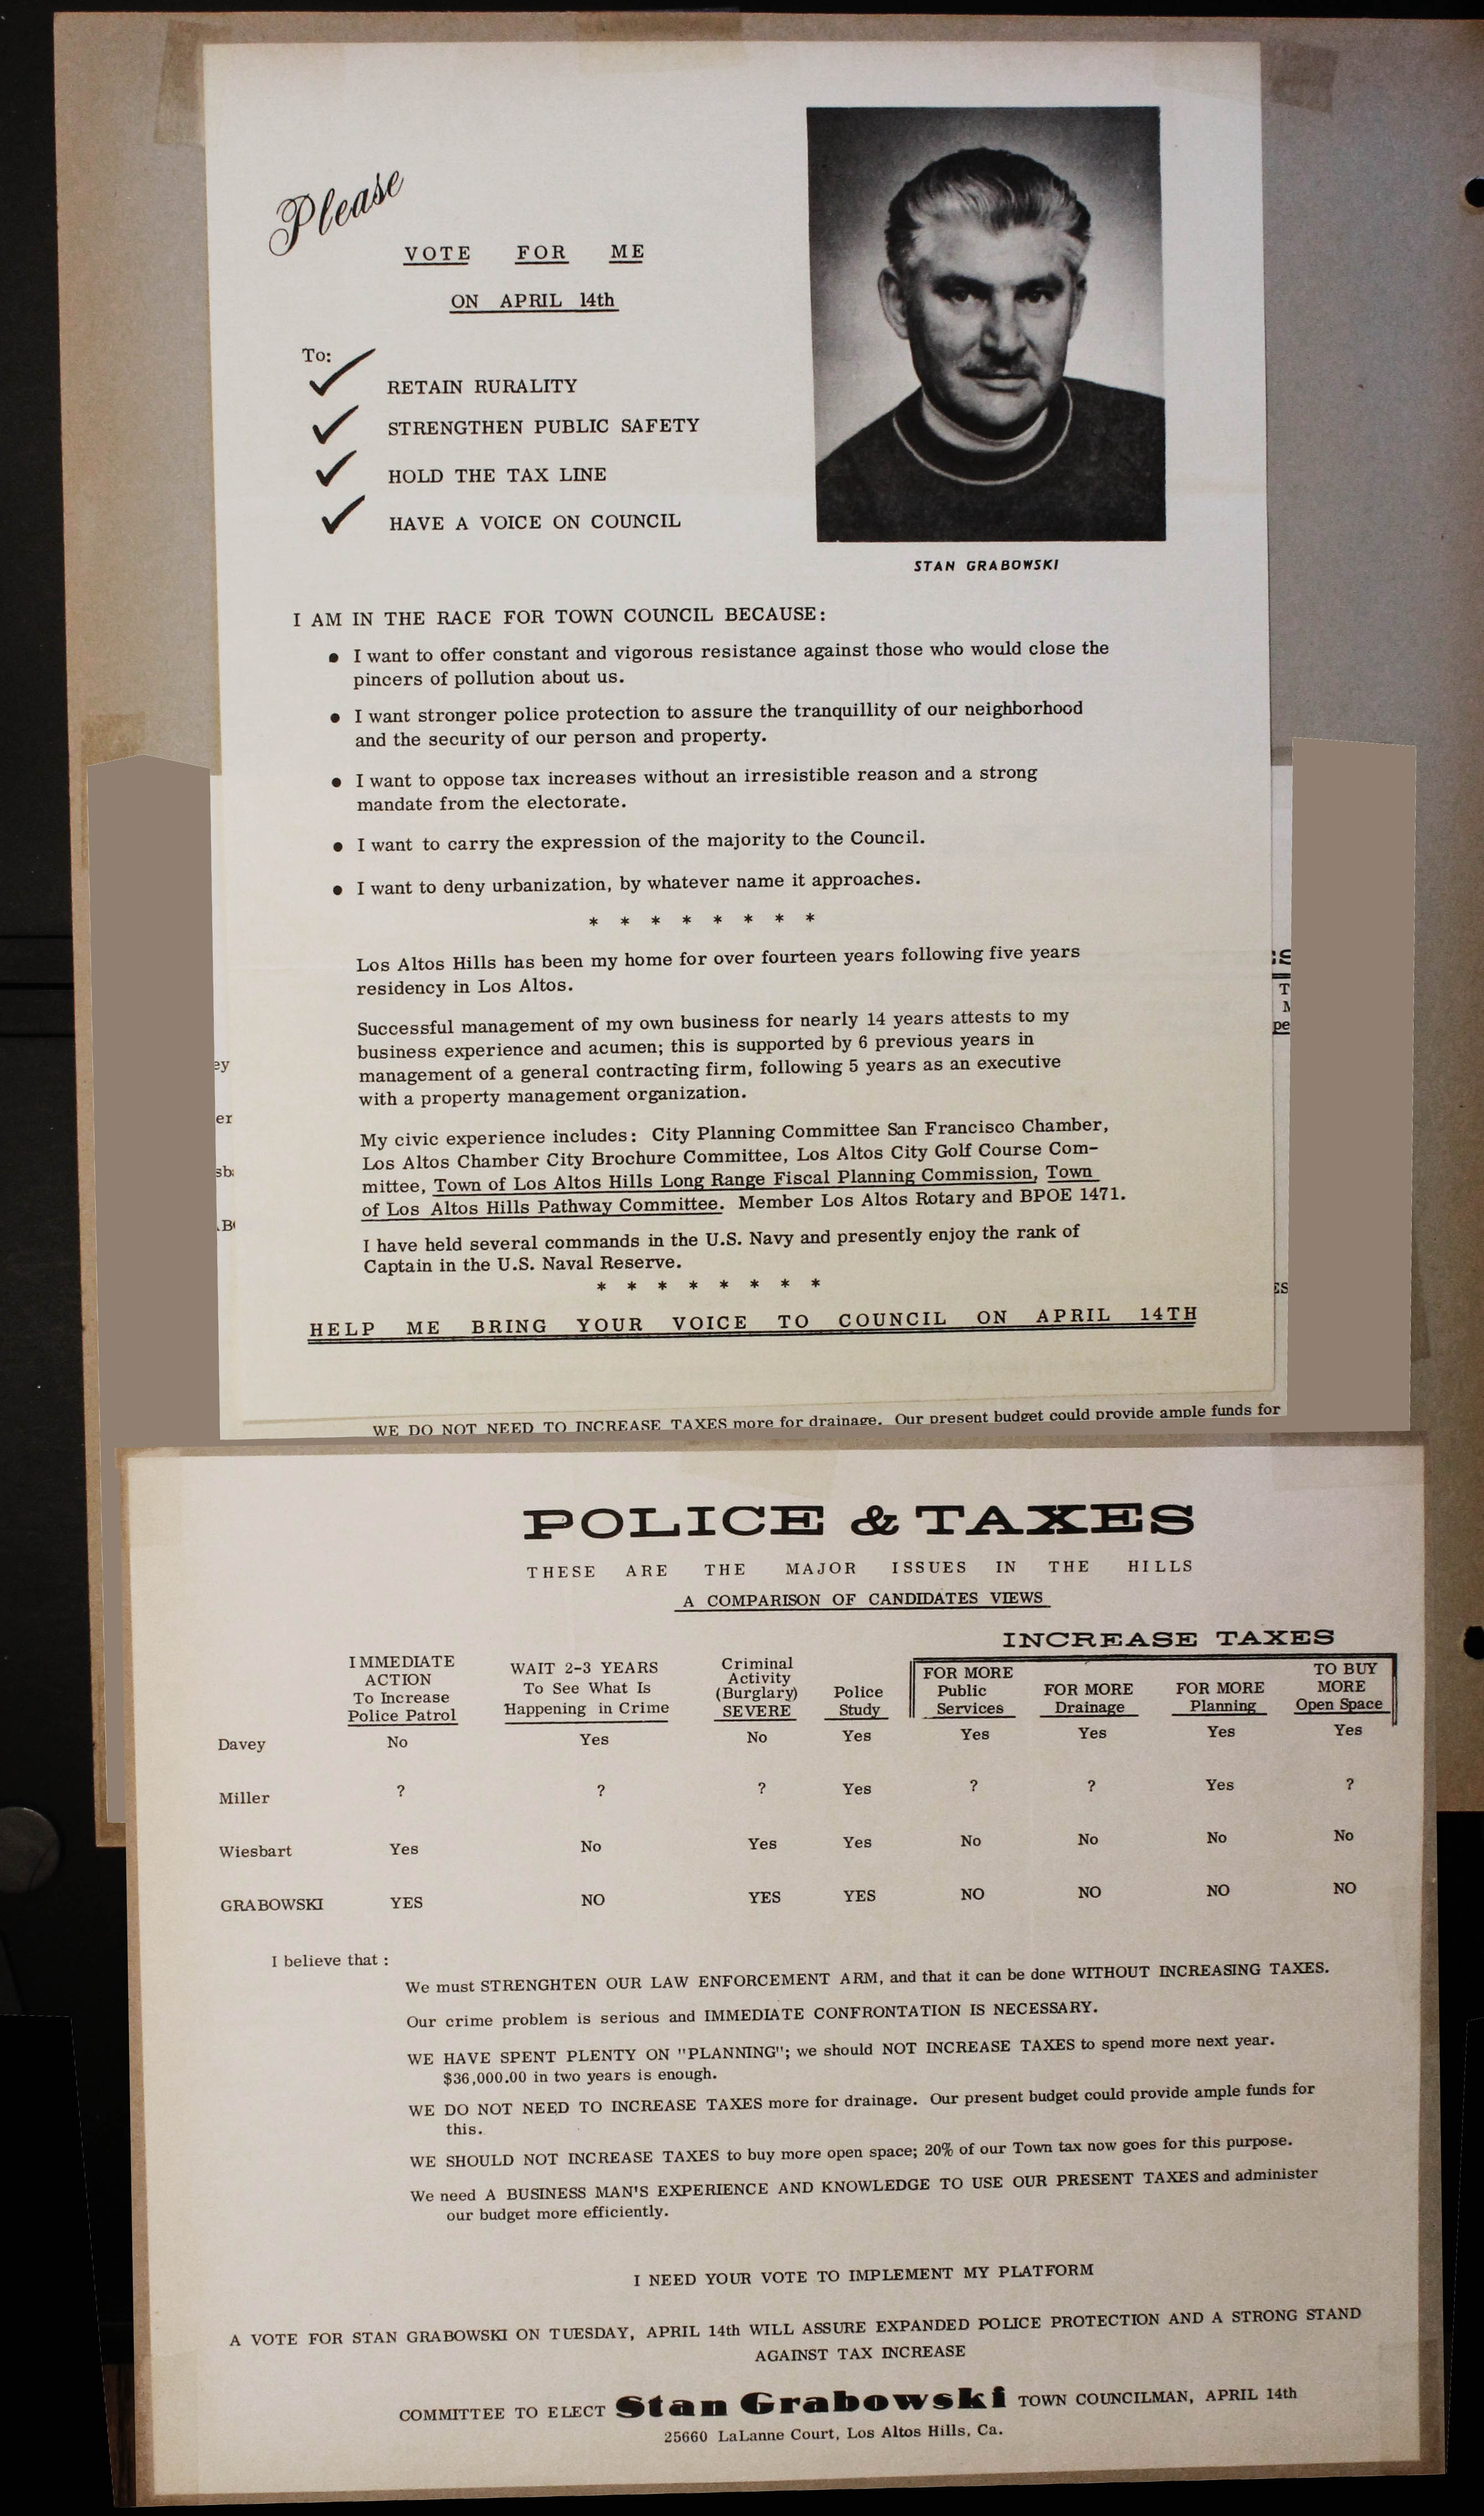 Please
VOTE FOR ME
ON APRIL 14th
To:
✓ RETAIN RURALITY
✓ STRENGTHEN PUBLIC SAFETY
✓ HOLD THE TAX LINE
✓ HAVE A VOICE ON COUNCIL
STAN GRABOWSKI
I AM IN THE RACE FOR TOWN COUNCIL BECAUSE:
• I want to offer constant and vigorous resistance against those who would close the
pincers of pollution about us.
• I want stronger police protection to assure the tranquillity of our neighborhood
and the security of our person and property.
• I want to oppose tax increases without an irresistible reason and a strong
mandate from the electorate.
• I want to carry the expression of the majority to the Council.
• I want to deny urbanization, by whatever name it approaches.
* * * * * * * *
Los Altos Hills has been my home for over fourteen years following five years
residency in Los Altos.
Successful management of my own business for nearly 14 years attests to my
business experience and acumen; this is supported by 6 previous years in
management of a general contracting firm, following 5 years as an executive
with a property management organization.
My civic experience includes: City Planning Committee San Francisco Chamber,
Los Altos Chamber City Brochure Committee, Los Altos City Golf Course Com-
mittee, Town of Los Altos Hills Long Range Fiscal Planning Commission, Town
of Los Altos Hills Pathway Committee. Member Los Altos Rotary and BPOE 1471.
I have held several commands in the U.S. Navy and presently enjoy the rank of
Captain in the U.S. Naval Reserve.
* * * * * * * *
HELP ME BRING YOUR VOICE TO COUNCIL ON APRIL 14TH
WE DO NOT NEED TO INCREASE TAXES more for drainage. Our present budget could provide ample funds for
POLICE & TAXES
THESE ARE THE MAJOR ISSUES IN THE HILLS
A COMPARISON OF CANDIDATES VIEWS
INCREASE TAXES
IMMEDIATE ACTION To Increase Police Patrol
WAIT 2-3 YEARS To See What Is Happening in Crime
Criminal Activity (Burglary) SEVERE
Police Study
FOR MORE Public Services
FOR MORE Drainage
FOR MORE Planning
TO BUY MORE Open Space
Davey No Yes No Yes Yes Yes Yes Yes
Miller ? ? ? Yes ? ? Yes ?
Wiesbart Yes No Yes Yes No No No No
GRABOWSKI YES NO YES YES NO NO NO NO
I believe that :
We must STRENGHTEN OUR LAW ENFORCEMENT ARM, and that it can be done WITHOUT INCREASING TAXES.
Our crime problem is serious and IMMEDIATE CONFRONTATION IS NECESSARY.
WE HAVE SPENT PLENTY ON "PLANNING"; we should NOT INCREASE TAXES to spend more next year.
$36,000.00 in two years is enough.
WE DO NOT NEED TO INCREASE TAXES more for drainage. Our present budget could provide ample funds for
this.
WE SHOULD NOT INCREASE TAXES to buy more open space; 20% of our Town tax now goes for this purpose.
We need A BUSINESS MAN'S EXPERIENCE AND KNOWLEDGE TO USE OUR PRESENT TAXES and administer
our budget more efficiently.
I NEED YOUR VOTE TO IMPLEMENT MY PLATFORM
A VOTE FOR STAN GRABOWSKI ON TUESDAY, APRIL 14th WILL ASSURE EXPANDED POLICE PROTECTION AND A STRONG STAND
AGAINST TAX INCREASE
COMMITTEE TO ELECT Stan Grabowski TOWN COUNCILMAN, APRIL 14th
25660 LaLanne Court, Los Altos Hills, Ca.